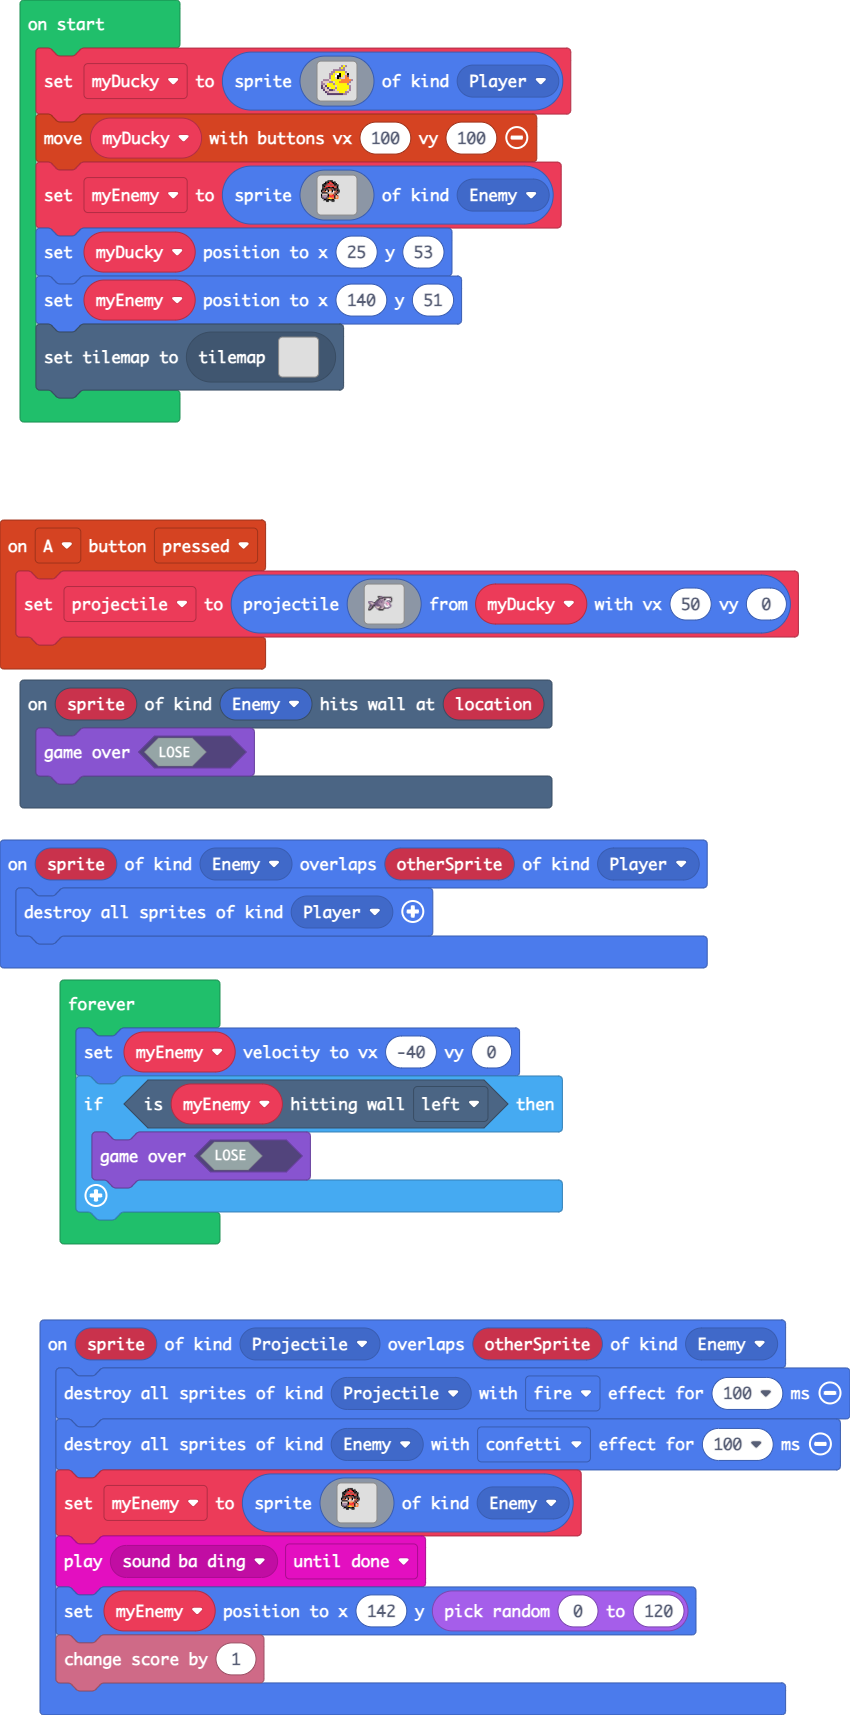 on start
set myDucky to sprite of kind Player
move myDucky with buttons vx 100 vy 100
set myEnemy to sprite of kind Enemy
set myDucky position to x 25 y 53
set myEnemy position to x 140 y 51
set tilemap to tilemap
on A button pressed
set projectile to projectile from myDucky with vx 50 vy 0
on sprite of kind Enemy hits wall at location
game over LOSE
on sprite of kind Enemy overlaps otherSprite of kind Player
destroy all sprites of kind Player
forever
set myEnemy velocity to vx -40 vy 0
if is myEnemy hitting wall left then
game over LOSE
on sprite of kind Projectile overlaps otherSprite of kind Enemy
destroy all sprites of kind Projectile with fire effect for 100 ms
destroy all sprites of kind Enemy with confetti effect for 100 ms
set myEnemy to sprite of kind Enemy
play sound ba ding until done
set myEnemy position to x 142 y pick random 0 to 120
change score by 1